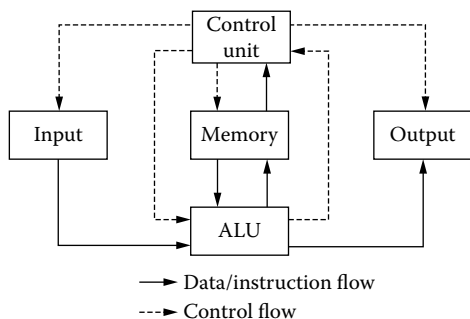 Control
unit
Input
Memory
Output
ALU
Data/instruction flow
Control flow